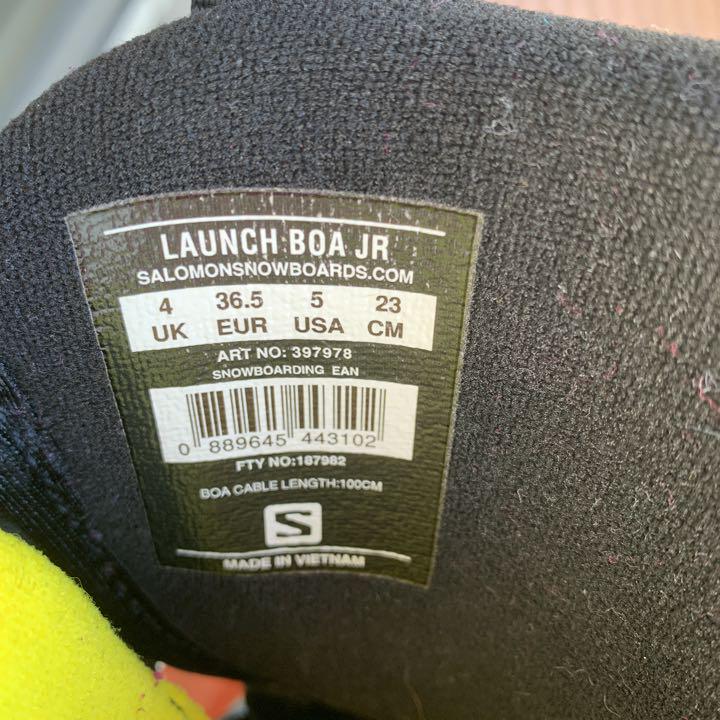 LAUNCH BOA JR
SALOMONSNOWBOARDS.COM
4 36.5 5 23
UK EUR USA CM
ART NO: 397978
SNOWBOARDING EAN
0 889645 443102
FTY NO:187982
BOA CABLE LENGTH:100CM
S
MADE IN VIETNAM